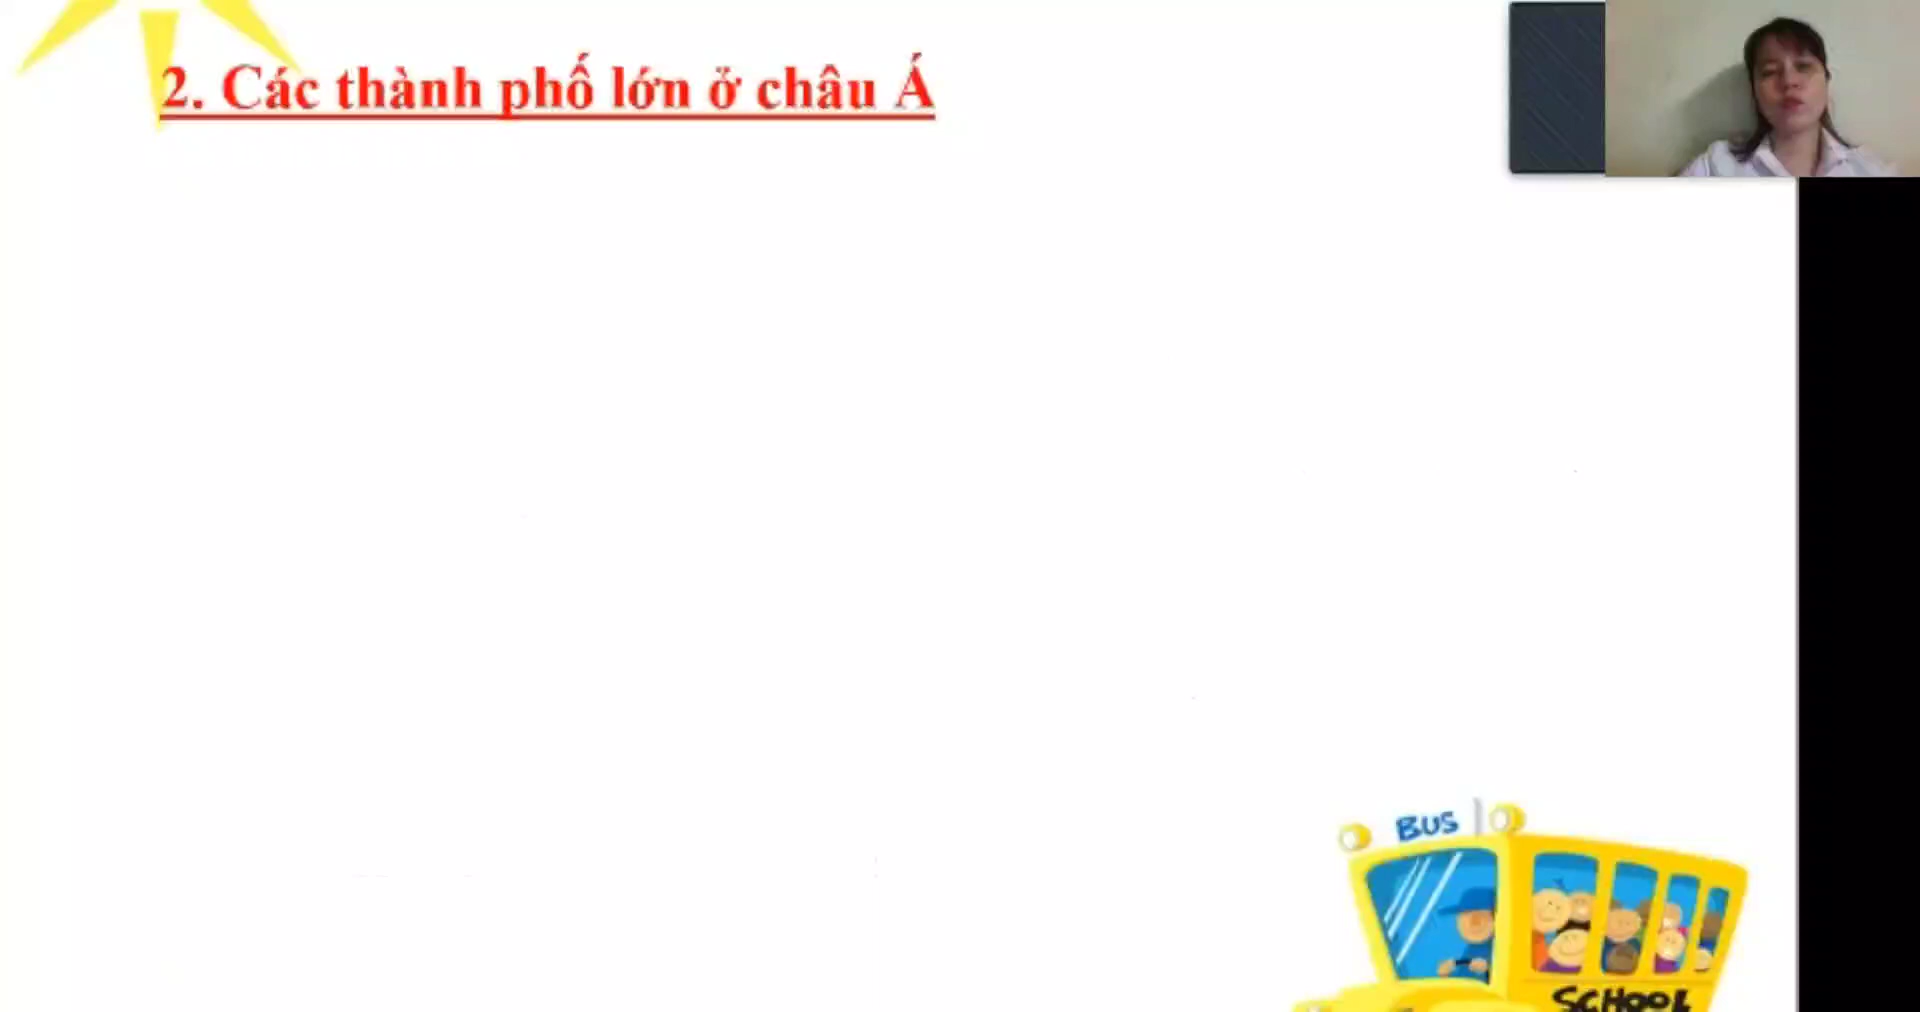 2. Các thành phố lớn ở châu Á
BUS
SCHOOL